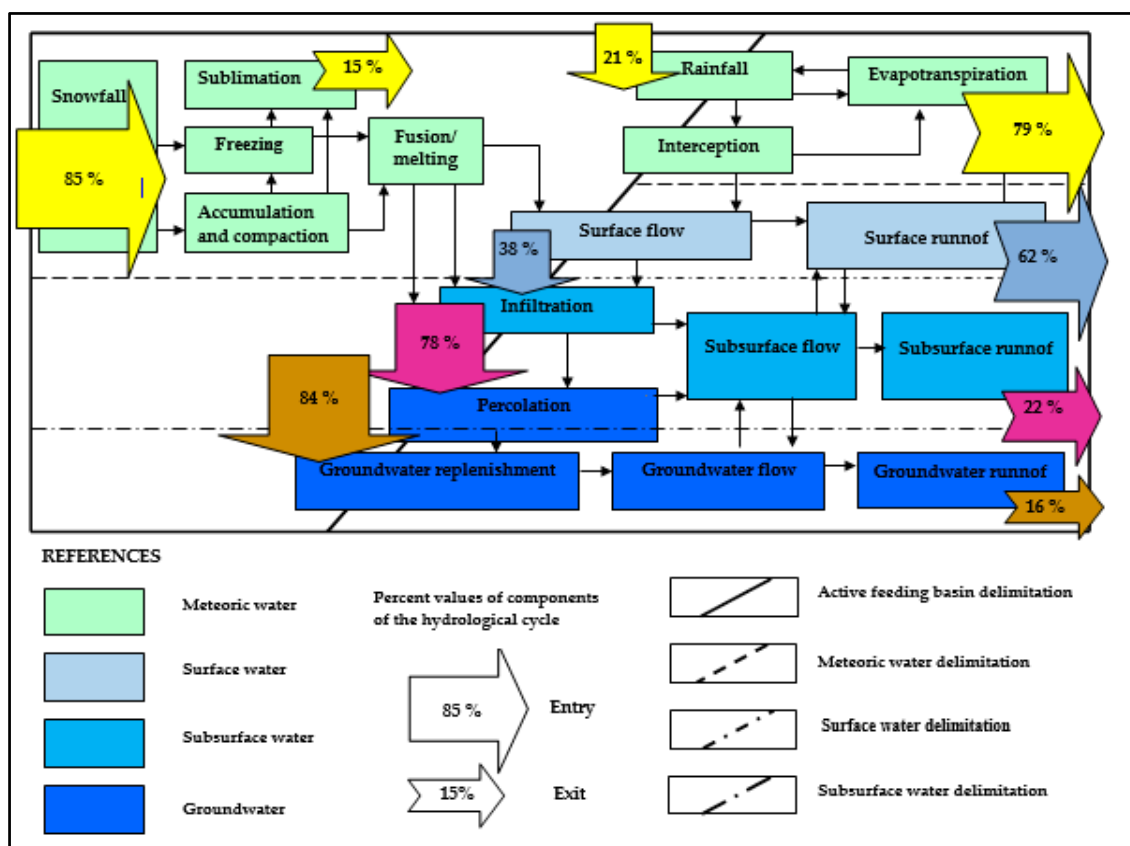 Snowfall
85 %
Sublimation
15 %
Freezing
Accumulation
and compaction
Fusion/
melting
21 %
Rainfall
Evapotranspiration
79 %
Interception
Surface flow
38 %
Surface runnof
62 %
Infiltration
78 %
Subsurface flow
Subsurface runnof
84 %
Percolation
22 %
Groundwater replenishment
Groundwater flow
Groundwater runnof
16 %
REFERENCES
Meteoric water
Surface water
Subsurface water
Groundwater
Percent values of components
of the hydrological cycle
85 %
Entry
15%
Exit
Active feeding basin delimitation
Meteoric water delimitation
Surface water delimitation
Subsurface water delimitation